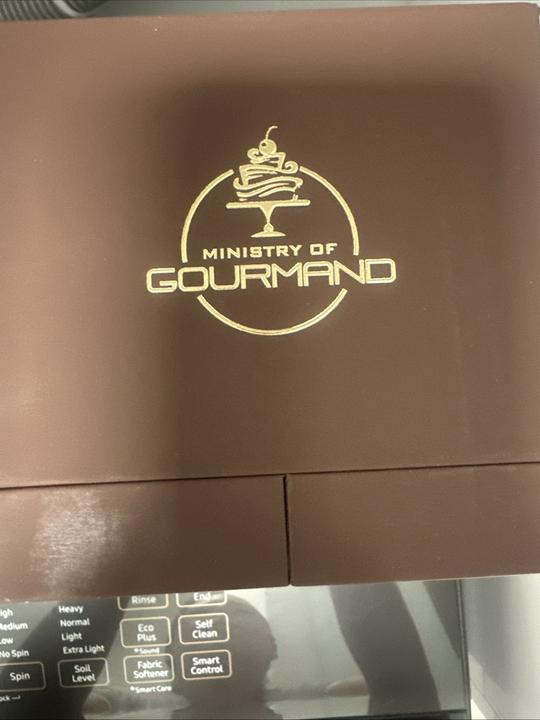 MINISTRY OF
GOURMAND
Rinse
End
Heavy
Medium
Normal
Eco Plus
Self Clean
Low
Light
No Spin
Extra Light
*Sound
Spin
Soil Level
Fabric Softener
Smart Control
*Smart Care